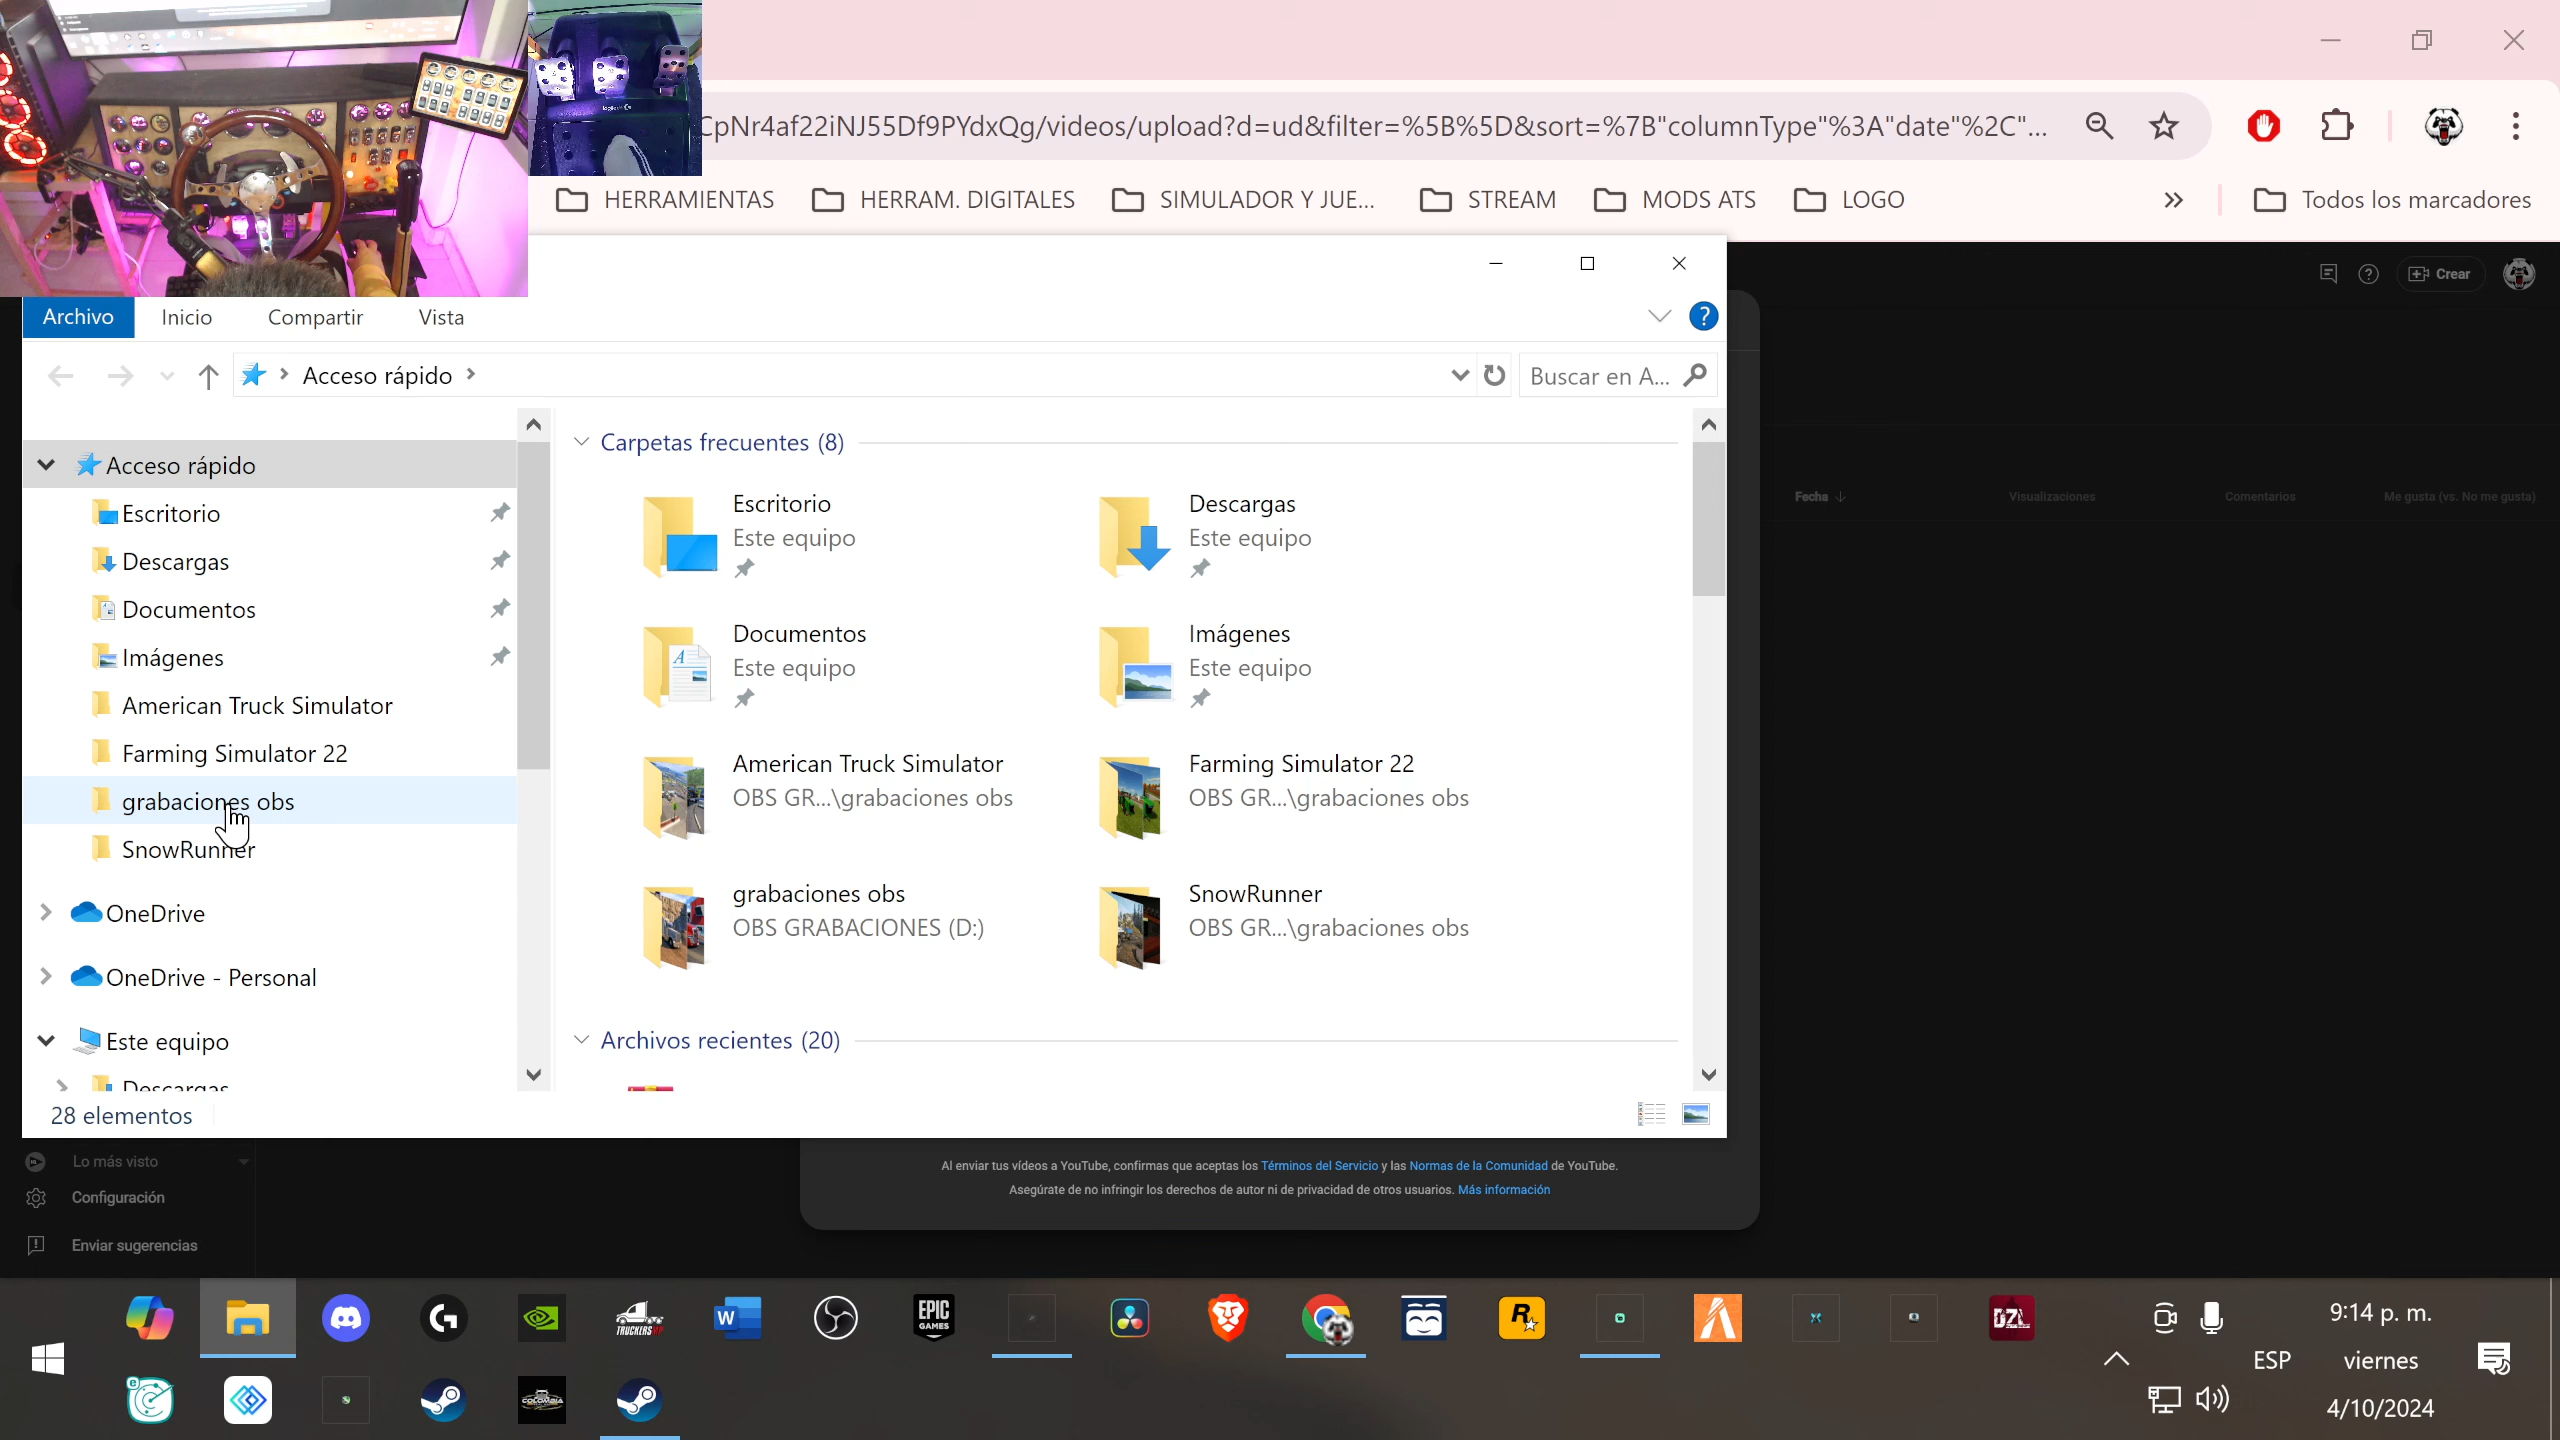 CpNr4af22iNJ55Df9PYdxQg/videos/upload?d=ud&filter=%5B%5D&sort=%7B"columnType"%3A"date"%2C"...
HERRAMIENTAS
HERRAM. DIGITALES
SIMULADOR Y JUE...
STREAM
MODS ATS
LOGO
»
Todos los marcadores
Crear
Archivo
Inicio
Compartir
Vista
Acceso rápido
Buscar en A...
Acceso rápido
Escritorio
Descargas
Documentos
Imágenes
American Truck Simulator
Farming Simulator 22
grabaciones obs
SnowRunner
OneDrive
OneDrive - Personal
Este equipo
Descargas
28 elementos
Carpetas frecuentes (8)
Escritorio
Este equipo
Descargas
Este equipo
Documentos
Este equipo
Imágenes
Este equipo
American Truck Simulator
OBS GR...\grabaciones obs
Farming Simulator 22
OBS GR...\grabaciones obs
grabaciones obs
OBS GRABACIONES (D:)
SnowRunner
OBS GR...\grabaciones obs
Archivos recientes (20)
Fecha
Visualizaciones
Comentarios
Me gusta (vs. No me gusta)
Lo más visto
Configuración
Enviar sugerencias
Al enviar tus vídeos a YouTube, confirmas que aceptas los Términos del Servicio y las Normas de la Comunidad de YouTube.
Asegúrate de no infringir los derechos de autor ni de privacidad de otros usuarios. Más información
TRUCKERSMP
W
EPIC
GAMES
R
DZL
COLOMBIA
ESP
9:14 p. m.
viernes
4/10/2024